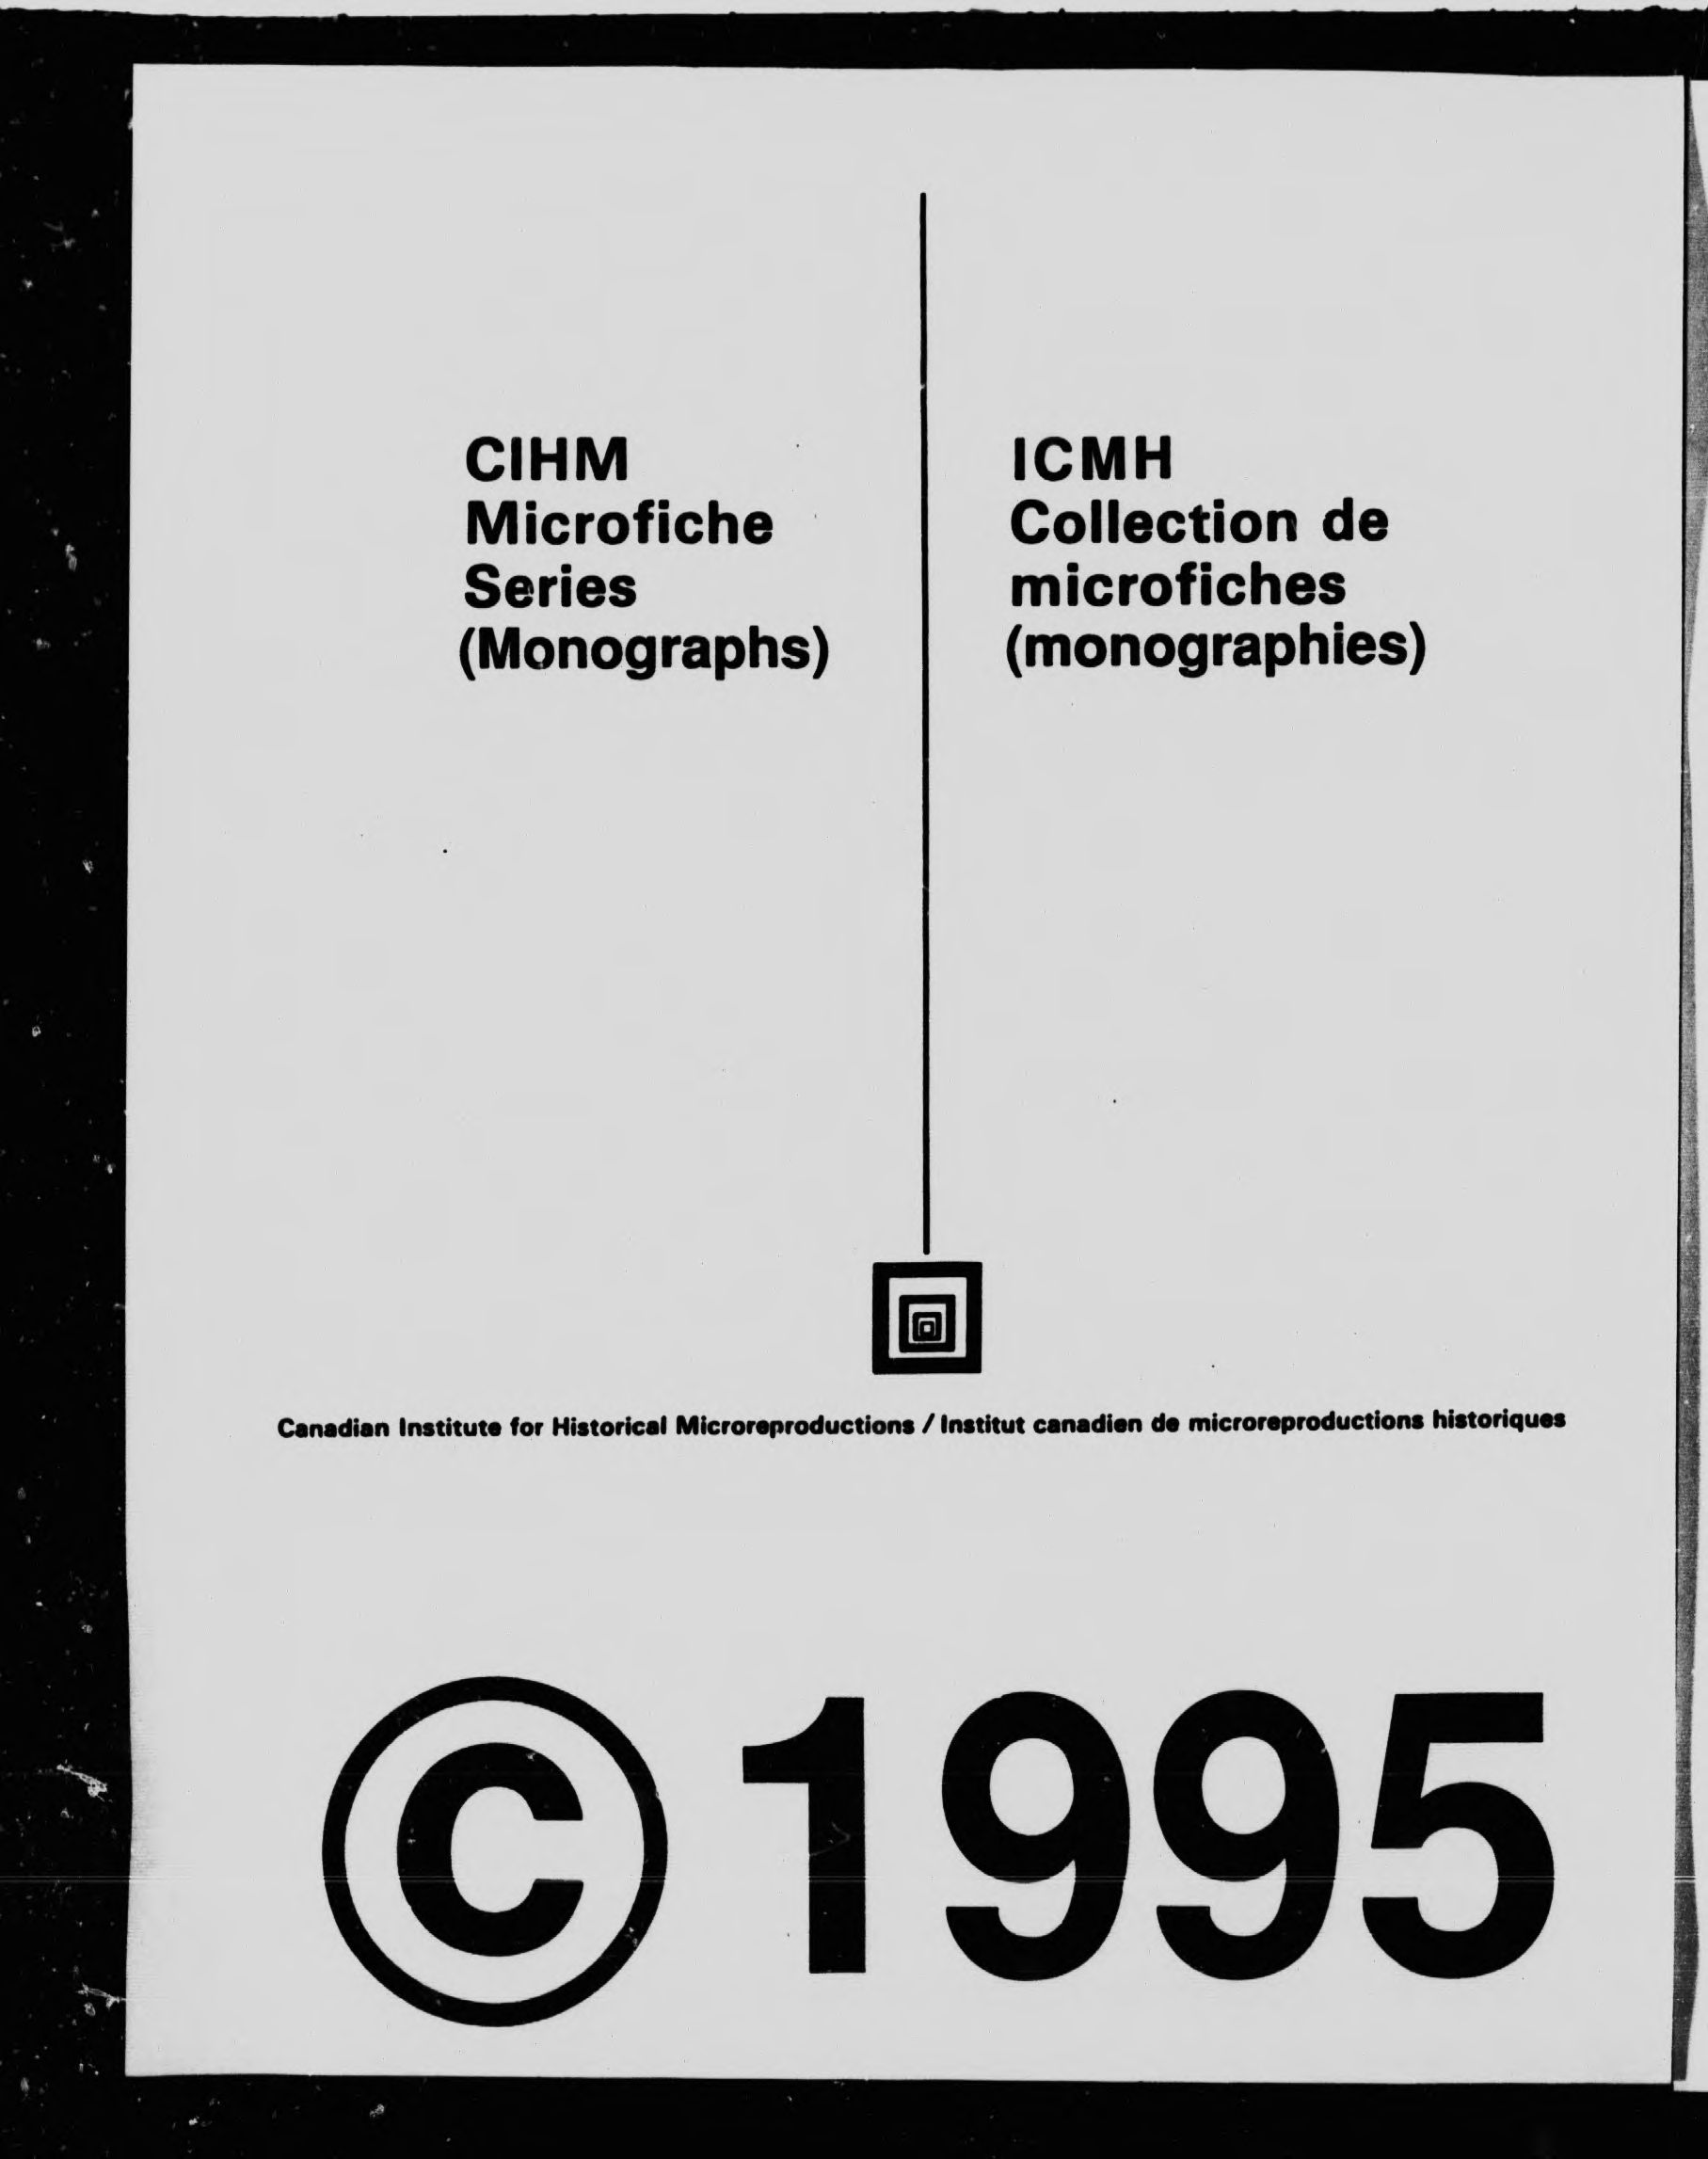 CIHM
Microfiche
Series
(Monographs)
ICMH
Collection de
microfiches
(monographies)
Canadian Institute for Historical Microreproductions / Institut canadien de microreproductions historiques
© 1995